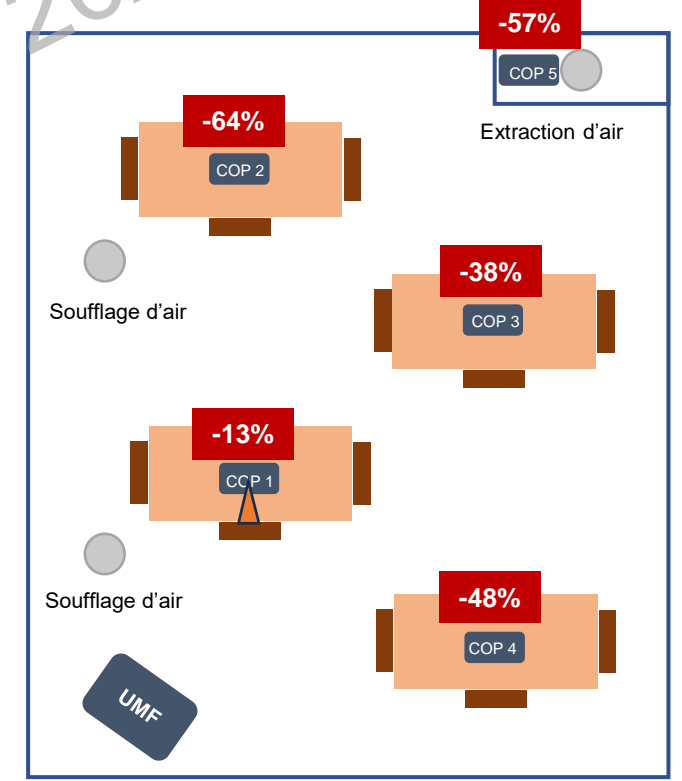 -57%
COP 5
Extraction d’air
-64%
COP 2
-38%
Soufflage d’air
COP 3
-13%
COP 1
Soufflage d’air
-48%
COP 4
UMF